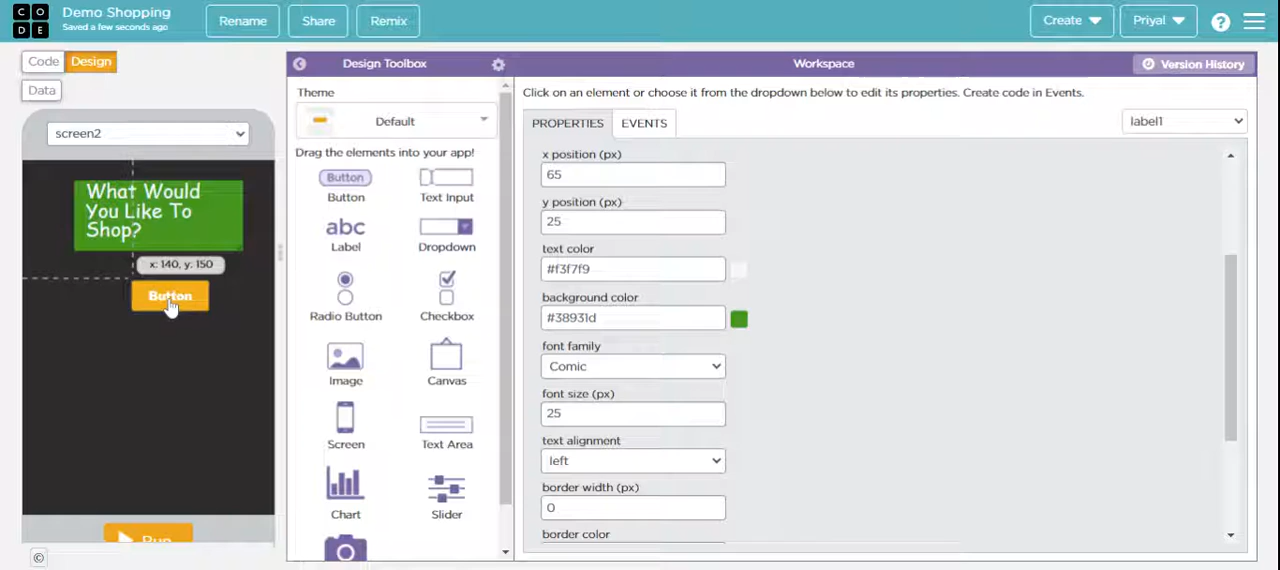 CO
DE
Demo Shopping
Saved a few seconds ago
Rename
Share
Remix
Create
Priyal
?
Code
Design
Data
Design Toolbox
Workspace
Version History
screen2
Theme
Default
Drag the elements into your app!
Button
Button
Text Input
abc
Label
Dropdown
Radio Button
Checkbox
Image
Canvas
Screen
Text Area
Chart
Slider
What Would
You Like To
Shop?
x: 140, y: 150
Button
Run
©
Click on an element or choose it from the dropdown below to edit its properties. Create code in Events.
PROPERTIES
EVENTS
label1
x position (px)
65
y position (px)
25
text color
#f3f7f9
background color
#38931d
font family
Comic
font size (px)
25
text alignment
left
border width (px)
0
border color